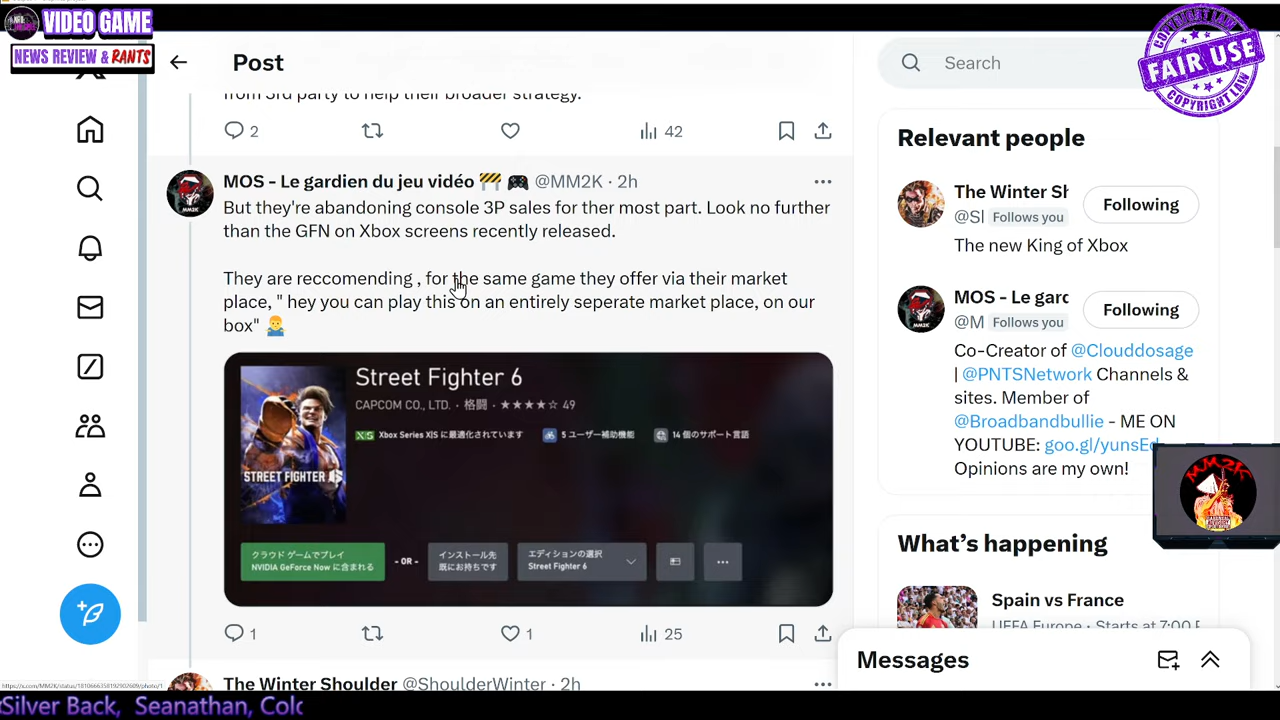 VIDEO GAME
NEWS REVIEW & RANTS
FAIR USE
COPYRIGHT LAW
COPYRIGHT LAW
Post
Search
from 3rd party to help their broader strategy.
2
42
MOS - Le gardien du jeu vidéo 🚧 🎮 @MM2K · 2h
But they're abandoning console 3P sales for ther most part. Look no further
than the GFN on Xbox screens recently released.
They are reccomending , for the same game they offer via their market
place, " hey you can play this on an entirely seperate market place, on our
box" 🤷‍♂️
Street Fighter 6
CAPCOM CO., LTD. · 格闘 · ★★★★☆ 49
X|S Xbox Series X|S に最適化されています
5 ユーザー補助機能
14 個のサポート言語
STREET FIGHTER 6
クラウド ゲームでプレイ
NVIDIA GeForce Now に含まれる
- OR -
インストール先
既にお持ちです
エディションの選択
Street Fighter 6
1
1
25
The Winter Shoulder @ShoulderWinter · 2h
Relevant people
The Winter Sh
Following
@Sl Follows you
The new King of Xbox
MOS - Le garc
Following
@M Follows you
Co-Creator of @Clouddosage
| @PNTSNetwork Channels &
sites. Member of
@Broadbandbullie - ME ON
YOUTUBE: goo.gl/yunsEd
Opinions are my own!
MM2K
What's happening
Spain vs France
UEFA Europe · Starts at 7:00 P
Messages
Silver Back, Seanathan, Colo